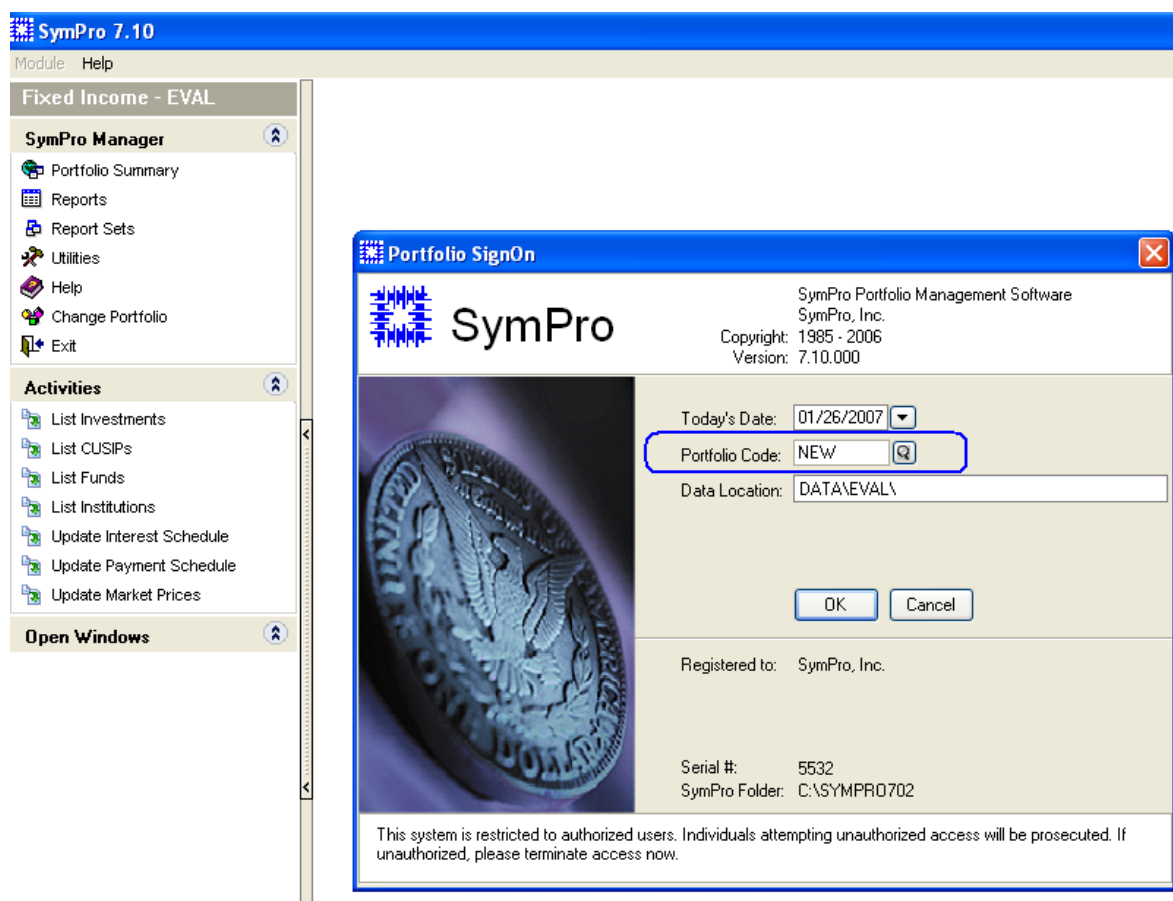 SymPro 7.10
Module Help
Fixed Income - EVAL
SymPro Manager
Portfolio Summary
Reports
Report Sets
Utilities
Help
Change Portfolio
Exit
Activities
List Investments
List CUSIPs
List Funds
List Institutions
Update Interest Schedule
Update Payment Schedule
Update Market Prices
Open Windows
Portfolio SignOn
SymPro
SymPro Portfolio Management Software
SymPro, Inc.
Copyright: 1985 - 2006
Version: 7.10.000
Today's Date: 01/26/2007
Portfolio Code: NEW
Data Location: DATA\EVAL\
OK Cancel
Registered to: SymPro, Inc.
Serial #: 5532
SymPro Folder: C:\SYMPRO702
This system is restricted to authorized users. Individuals attempting unauthorized access will be prosecuted. If
unauthorized, please terminate access now.